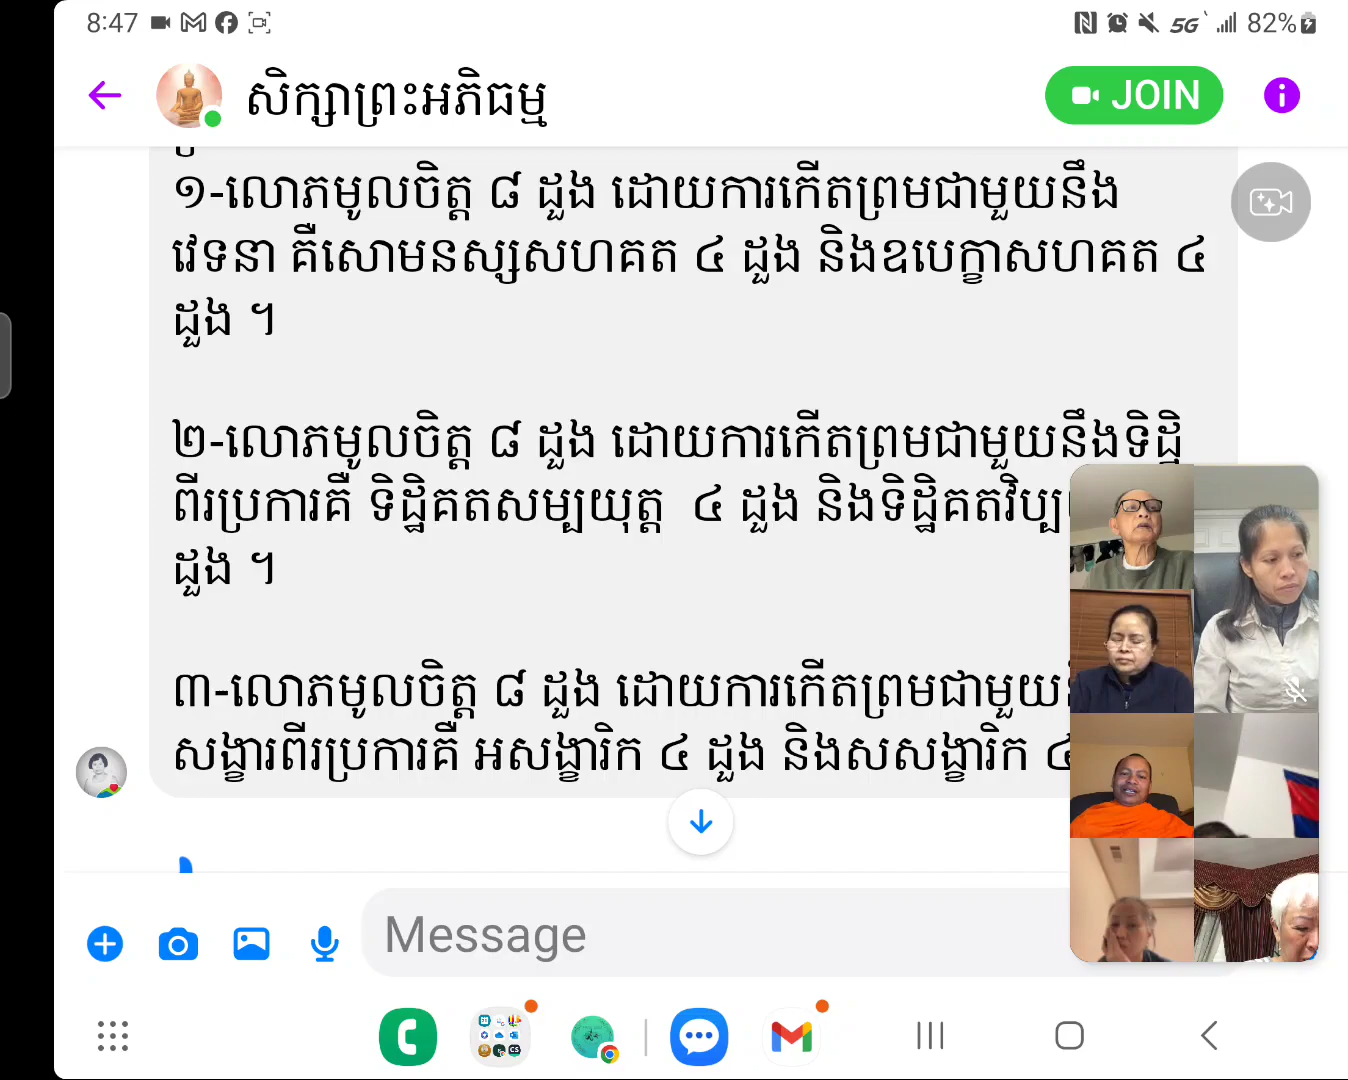 8:47
5G 82%
សិក្សាព្រះអភិធម្ម
JOIN
១-លោភមូលចិត្ត ៨ ដួង ដោយការកើតព្រមជាមួយនឹង
វេទនា គឺសោមនស្សសហគត ៤ ដួង និងឧបេក្ខាសហគត ៤
ដួង ។
២-លោភមូលចិត្ត ៨ ដួង ដោយការកើតព្រមជាមួយនឹងទិដ្ឋិ
ពីរប្រការគឺ ទិដ្ឋិគតសម្បយុត្ត ៤ ដួង និងទិដ្ឋិគតវិប្ប
ដួង ។
៣-លោភមូលចិត្ត ៨ ដួង ដោយការកើតព្រមជាមួយ
សង្ខារពីរប្រការគឺ អសង្ខារិក ៤ ដួង និងសសង្ខារិក ៤
Message